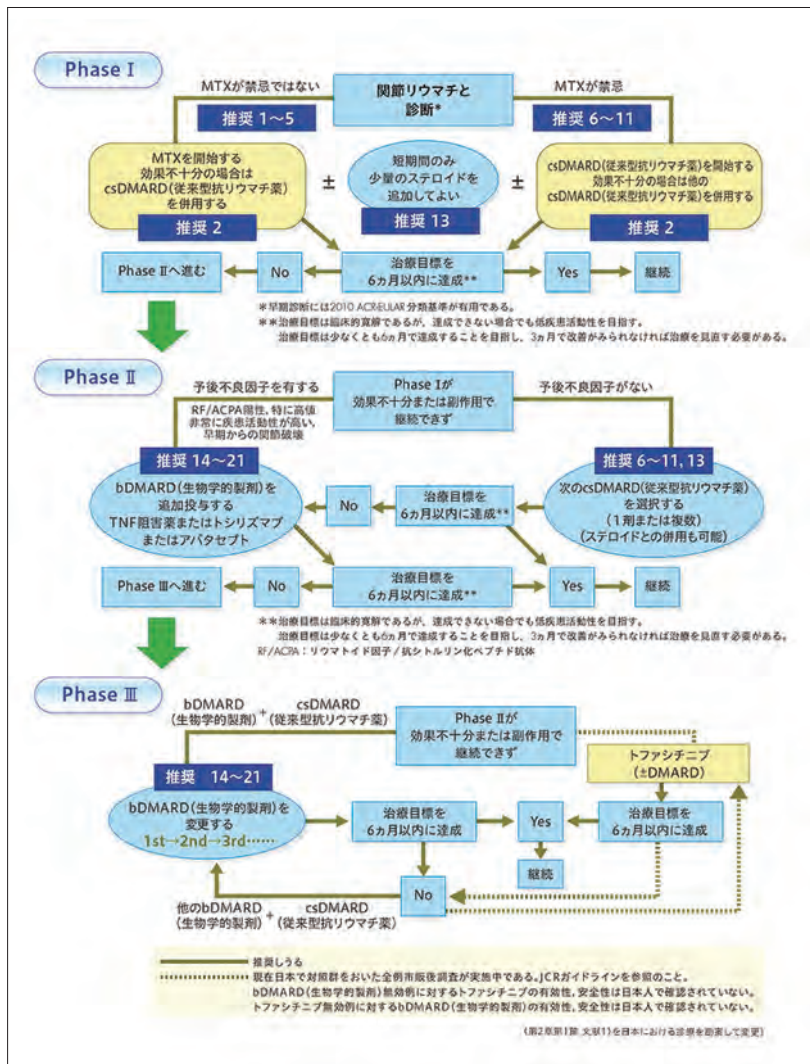 Phase Ⅰ
MTXが禁忌ではない
関節リウマチと
診断*
MTXが禁忌
推奨 1～5
推奨 6～11
MTXを開始する
効果不十分の場合は
csDMARD(従来型抗リウマチ薬)
を併用する
推奨 2
±
短期間のみ
少量のステロイドを
追加してよい
推奨 13
±
csDMARD(従来型抗リウマチ薬)を開始する
効果不十分の場合は他の
csDMARD(従来型抗リウマチ薬)を併用する
推奨 2
Phase Ⅱへ進む
No
治療目標を
6ヵ月以内に達成**
Yes
継続
*早期診断には2010 ACR-EULAR分類基準が有用である。
**治療目標は臨床的寛解であるが、達成できない場合でも低疾患活動性を目指す。
治療目標は少なくとも6ヵ月で達成することを目指し、3ヵ月で改善がみられなければ治療を見直す必要がある。
Phase Ⅱ
予後不良因子を有する
Phase Ⅰが
効果不十分または副作用で
継続できず
予後不良因子がない
RF/ACPA陽性、特に高値
非常に疾患活動性が高い、
早期からの関節破壊
推奨 14～21
推奨 6～11, 13
bDMARD(生物学的製剤)を
追加投与する
TNF阻害薬またはトシリズマブ
またはアバタセプト
No
治療目標を
6ヵ月以内に達成**
次のcsDMARD(従来型抗リウマチ薬)
を選択する
(1剤または複数)
(ステロイドとの併用も可能)
Phase Ⅲへ進む
No
治療目標を
6ヵ月以内に達成**
Yes
継続
**治療目標は臨床的寛解であるが、達成できない場合でも低疾患活動性を目指す。
治療目標は少なくとも6ヵ月で達成することを目指し、3ヵ月で改善がみられなければ治療を見直す必要がある。
RF/ACPA：リウマトイド因子/抗シトルリン化ペプチド抗体
Phase Ⅲ
bDMARD + csDMARD
(生物学的製剤) (従来型抗リウマチ薬)
Phase Ⅱが
効果不十分または副作用で
継続できず
トファシチニブ
(±DMARD)
推奨 14～21
bDMARD(生物学的製剤)を
変更する
1st→2nd→3rd……
治療目標を
6ヵ月以内に達成
Yes
治療目標を
6ヵ月以内に達成
継続
No
他のbDMARD + csDMARD
(生物学的製剤) (従来型抗リウマチ薬)
推奨しうる
現在日本で対照群をおいた全例市販後調査が実施中である。JCRガイドラインを参照のこと。
bDMARD(生物学的製剤)無効例に対するトファシチニブの有効性、安全性は日本人で確認されていない。
トファシチニブ無効例に対するbDMARD(生物学的製剤)の有効性、安全性は日本人で確認されていない。
(第2章第1節 文献1)を日本における診療を勘案して変更)